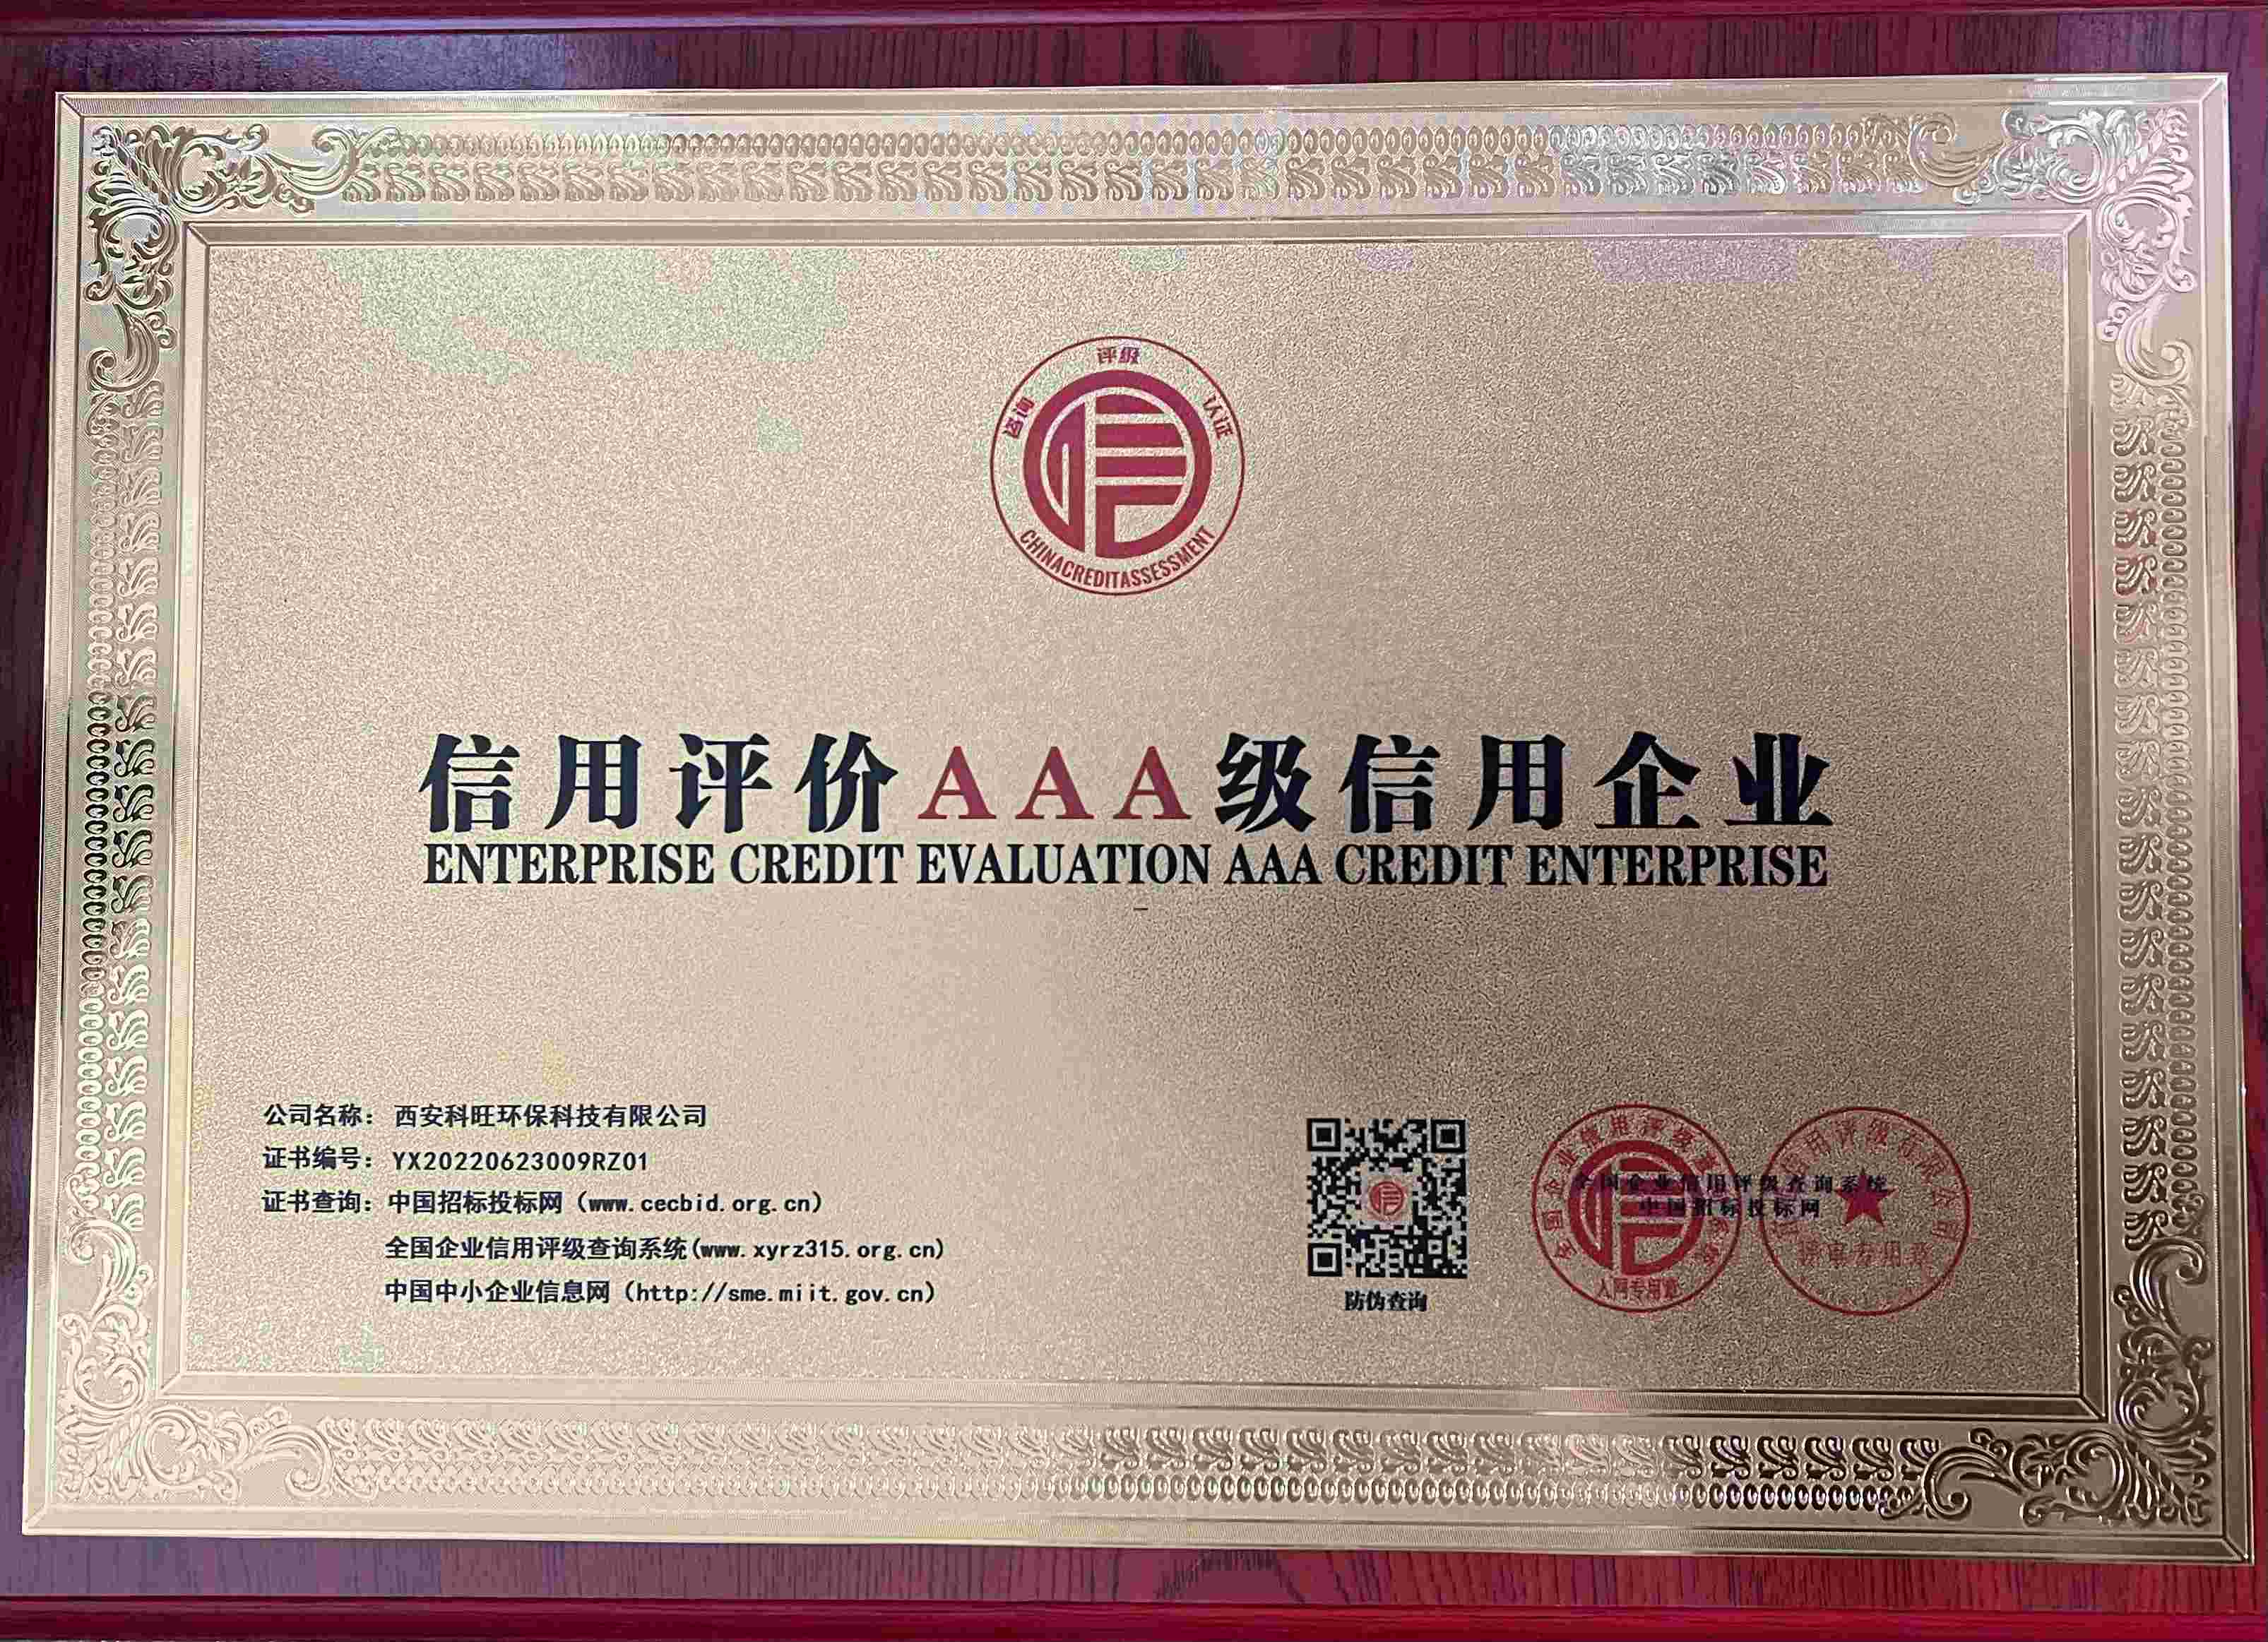 评级
咨询
认证
信
CHINACREDITASSESSMENT
信用评价AAA级信用企业
ENTERPRISE CREDIT EVALUATION AAA CREDIT ENTERPRISE
公司名称：西安科旺环保科技有限公司
证书编号：YX20220623009RZ01
证书查询：中国招标投标网（www.cecbid.org.cn）
全国企业信用评级查询系统(www.xyrz315.org.cn)
中国中小企业信息网（http://sme.miit.gov.cn）
防伪查询
全国企业信用评级查询系统
中国招标投标网
入网专用章